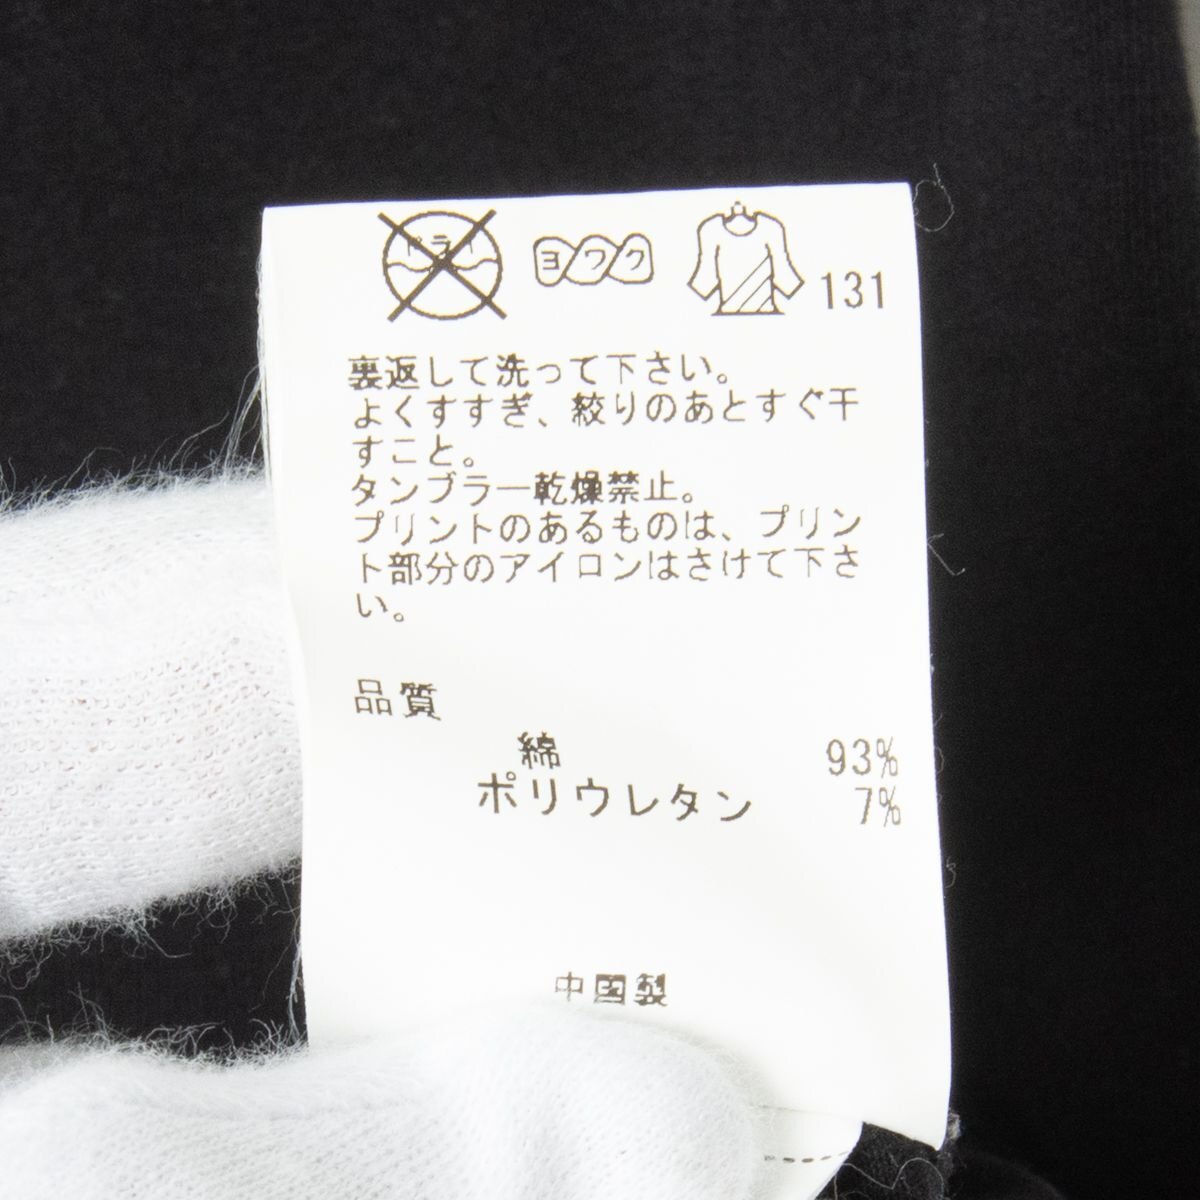 ドライ
ヨワク
131
裏返して洗って下さい。
よくすすぎ、絞りのあとすぐ干
すこと。
タンブラー乾燥禁止。
プリントのあるものは、プリン
ト部分のアイロンはさけて下さ
い。
品質
綿 93%
ポリウレタン 7%
中国製